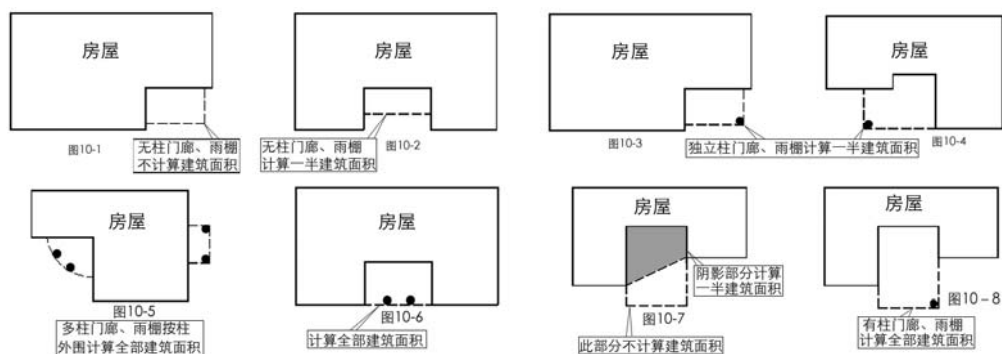 房屋
房屋
房屋
房屋
图10-1
无柱门廊、雨棚
不计算建筑面积
无柱门廊、雨棚
计算一半建筑面积
图10-2
图10-3
独立柱门廊、雨棚计算一半建筑面积
图10-4
房屋
房屋
房屋
房屋
图10-5
多柱门廊、雨棚按柱
外围计算全部建筑面积
图10-6
计算全部建筑面积
阴影部分计算
一半建筑面积
图10-7
此部分不计算建筑面积
图10-8
有柱门廊、雨棚
计算全部建筑面积